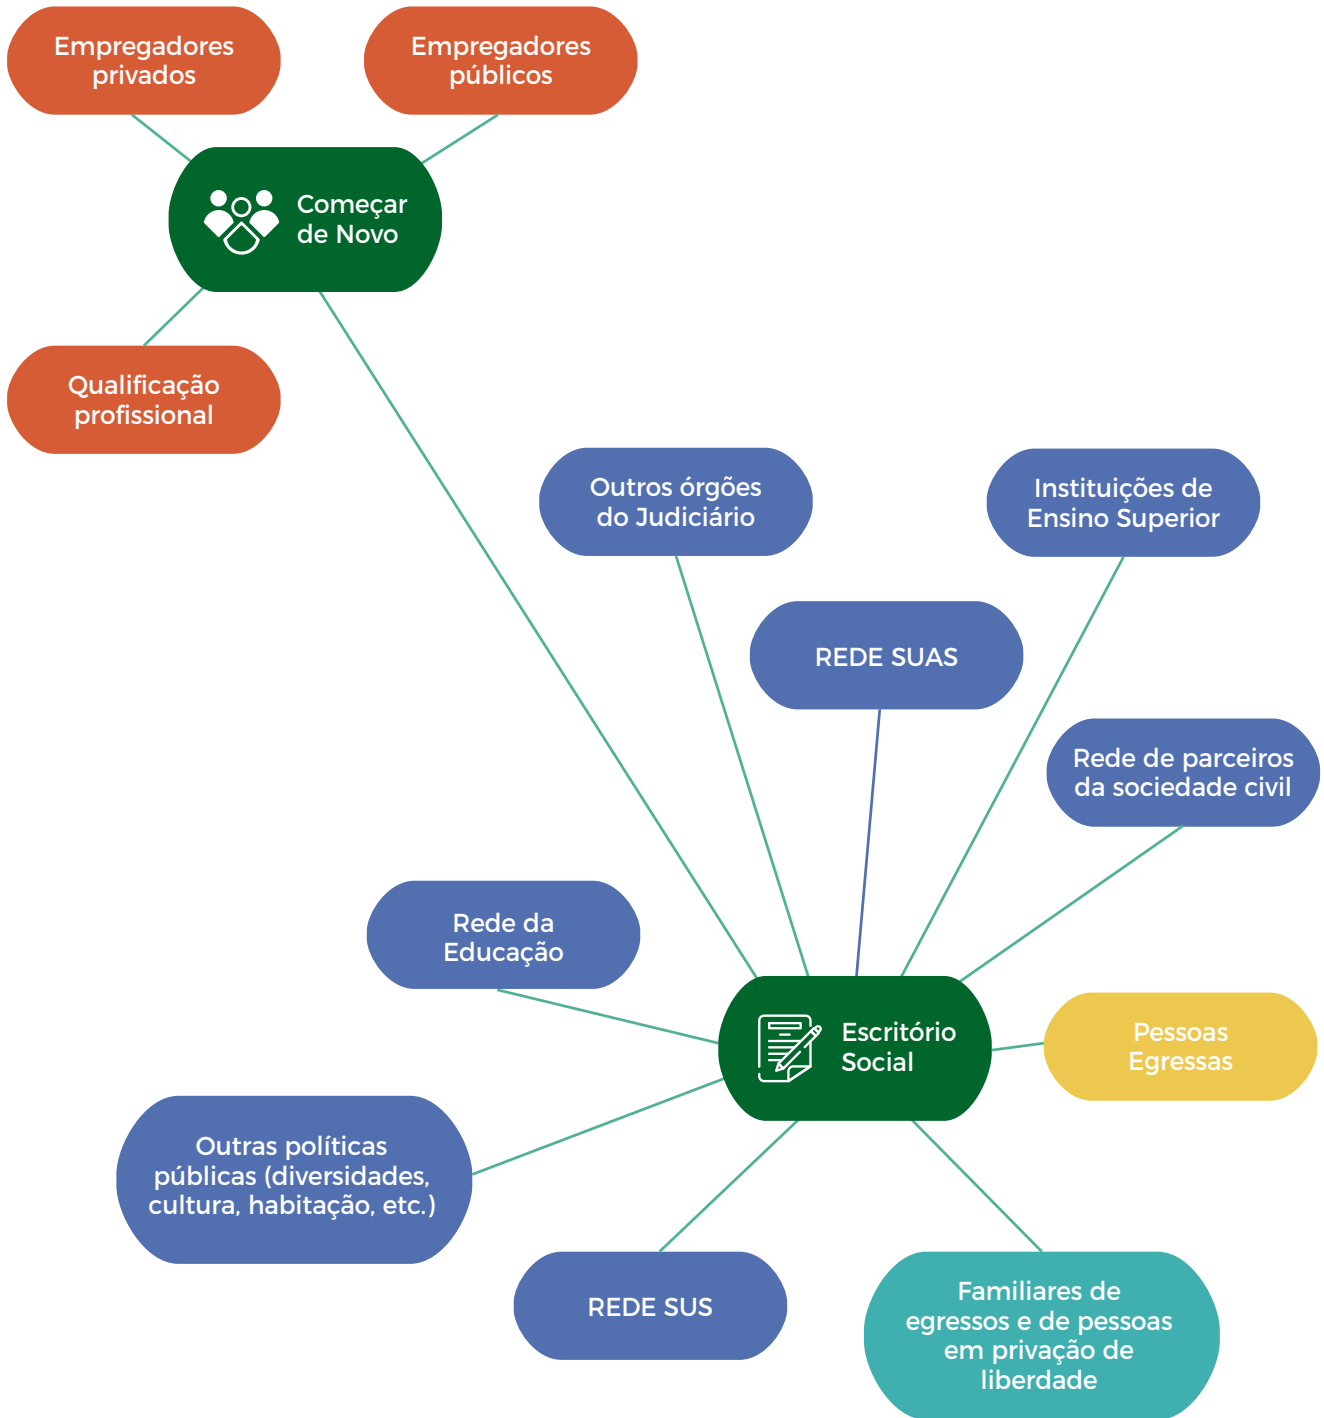 Empregadores
privados
Empregadores
públicos
Começar
de Novo
Qualificação
profissional
Outros órgões
do Judiciário
Instituições de
Ensino Superior
REDE SUAS
Rede de parceiros
da sociedade civil
Rede da
Educação
Escritório
Social
Pessoas
Egressas
Outras políticas
públicas (diversidades,
cultura, habitação, etc.)
REDE SUS
Familiares de
egressos e de pessoas
em privação de
liberdade